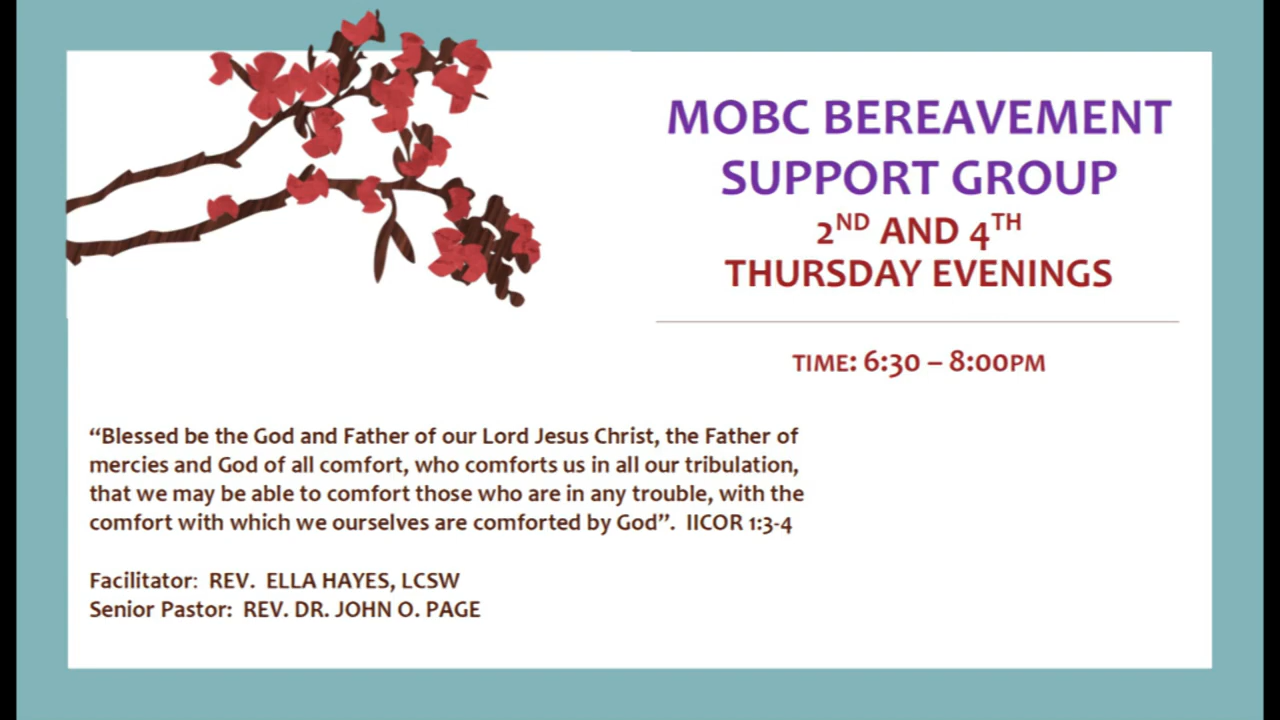 MOBC BEREAVEMENT
SUPPORT GROUP
2ND AND 4TH
THURSDAY EVENINGS
TIME: 6:30 – 8:00PM
“Blessed be the God and Father of our Lord Jesus Christ, the Father of
mercies and God of all comfort, who comforts us in all our tribulation,
that we may be able to comfort those who are in any trouble, with the
comfort with which we ourselves are comforted by God”.  IICOR 1:3-4
Facilitator:  REV.  ELLA HAYES, LCSW
Senior Pastor:  REV. DR. JOHN O. PAGE